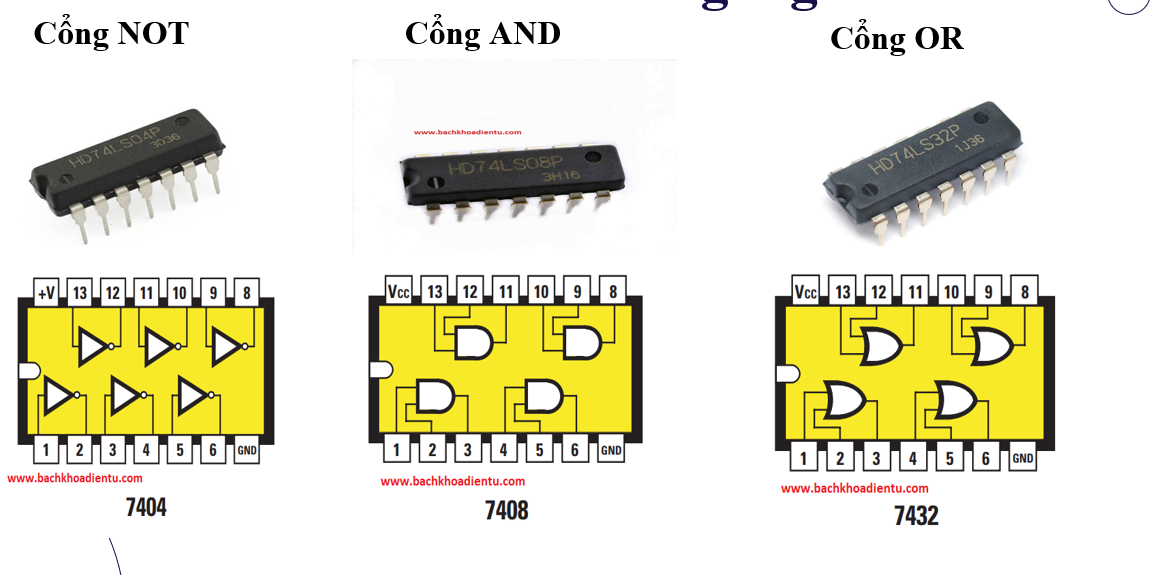 Cổng NOT
Cổng AND
Cổng OR
HD74LS04P
3D36
www.bachkhoadientu.com
HD74LS08P
3H16
HD74LS32P
1J36
+V 13 12 11 10 9 8
1 2 3 4 5 6 GND
www.bachkhoadientu.com
7404
Vcc 13 12 11 10 9 8
1 2 3 4 5 6 GND
www.bachkhoadientu.com
7408
Vcc 13 12 11 10 9 8
1 2 3 4 5 6 GND
www.bachkhoadientu.com
7432